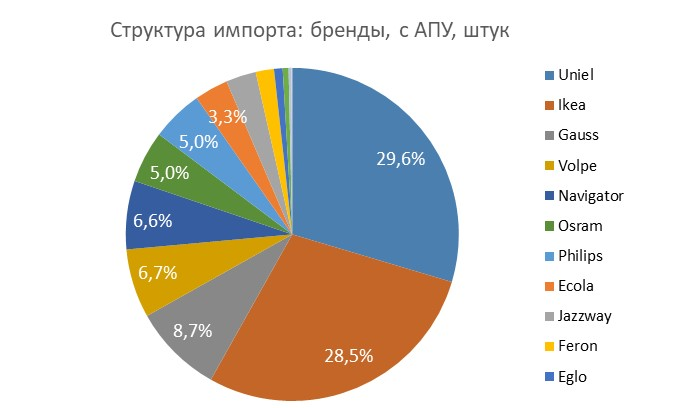 Структура импорта: бренды, с АПУ, штук
29,6%
28,5%
8,7%
6,7%
6,6%
5,0%
5,0%
3,3%
Uniel
Ikea
Gauss
Volpe
Navigator
Osram
Philips
Ecola
Jazzway
Feron
Eglo